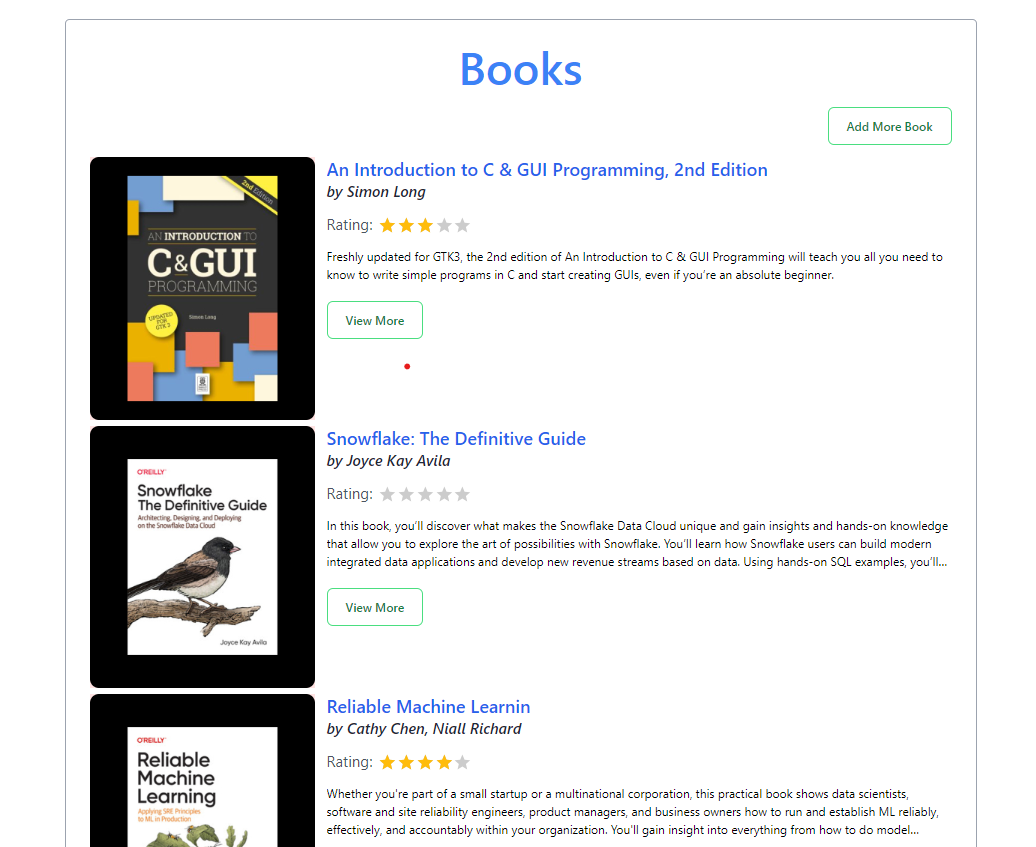 Books
Add More Book
2nd Edition
AN INTRODUCTION TO
C&GUI
PROGRAMMING
UPDATED
FOR
GTK 3
Simon Long
An Introduction to C & GUI Programming, 2nd Edition
by Simon Long
Rating:
Freshly updated for GTK3, the 2nd edition of An Introduction to C & GUI Programming will teach you all you need to
know to write simple programs in C and start creating GUIs, even if you’re an absolute beginner.
View More
O'REILLY®
Snowflake
The Definitive Guide
Architecting, Designing, and Deploying
on the Snowflake Data Cloud
Joyce Kay Avila
Snowflake: The Definitive Guide
by Joyce Kay Avila
Rating:
In this book, you’ll discover what makes the Snowflake Data Cloud unique and gain insights and hands-on knowledge
that allow you to explore the art of possibilities with Snowflake. You’ll learn how Snowflake users can build modern
integrated data applications and develop new revenue streams based on data. Using hands-on SQL examples, you’ll...
View More
O'REILLY®
Reliable
Machine
Learning
Applying SRE Principles
to ML in Production
Reliable Machine Learnin
by Cathy Chen, Niall Richard
Rating:
Whether you're part of a small startup or a multinational corporation, this practical book shows data scientists,
software and site reliability engineers, product managers, and business owners how to run and establish ML reliably,
effectively, and accountably within your organization. You'll gain insight into everything from how to do model...